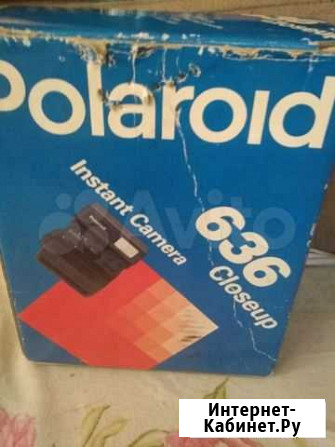 Polaroid
Instant Camera
636
Closeup
Avito
Интернет-
Кабинет.Ру